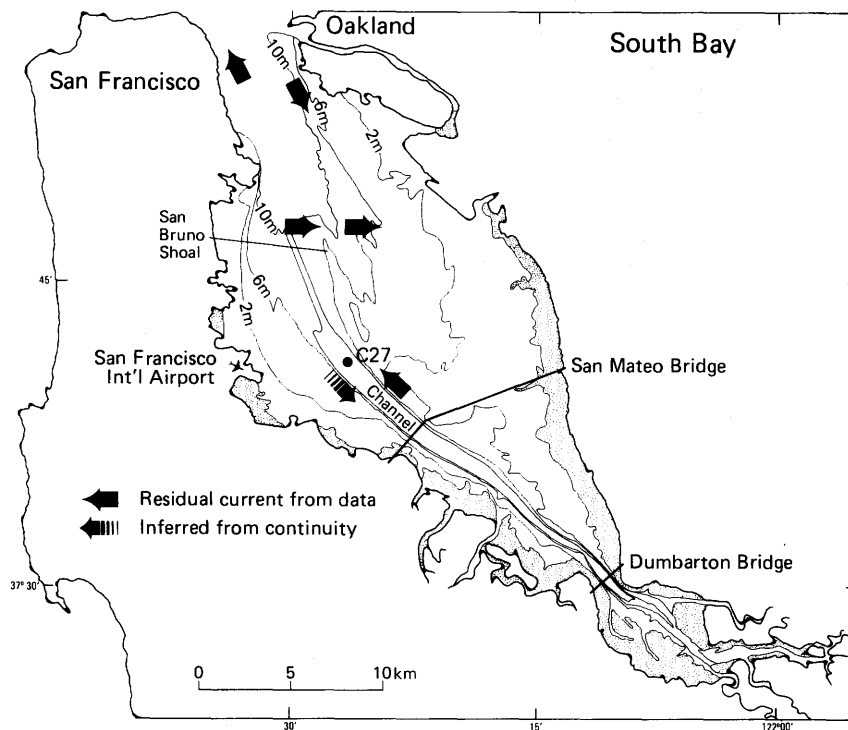 Oakland
South Bay
San Francisco
10m
6m
2m
San
Bruno
Shoal
10m
45'
6m
2m
C27
San Francisco
Int'l Airport
San Mateo Bridge
Channel
Residual current from data
Inferred from continuity
Dumbarton Bridge
37° 30'
0 5 10km
30' 15' 122°00'